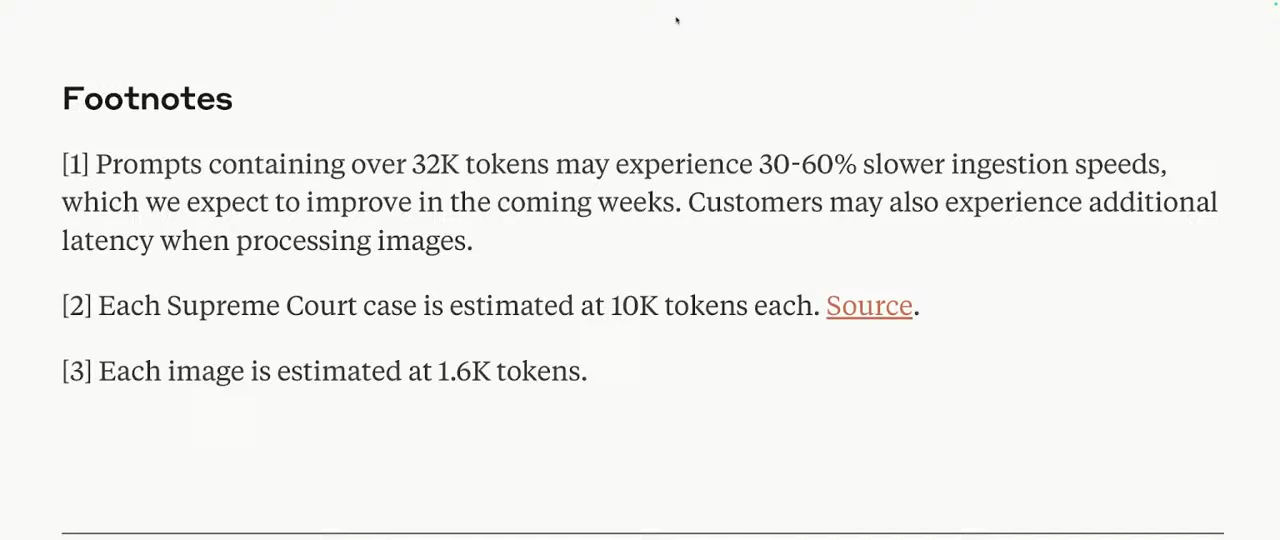 Footnotes
[1] Prompts containing over 32K tokens may experience 30-60% slower ingestion speeds,
which we expect to improve in the coming weeks. Customers may also experience additional
latency when processing images.
[2] Each Supreme Court case is estimated at 10K tokens each. Source.
[3] Each image is estimated at 1.6K tokens.